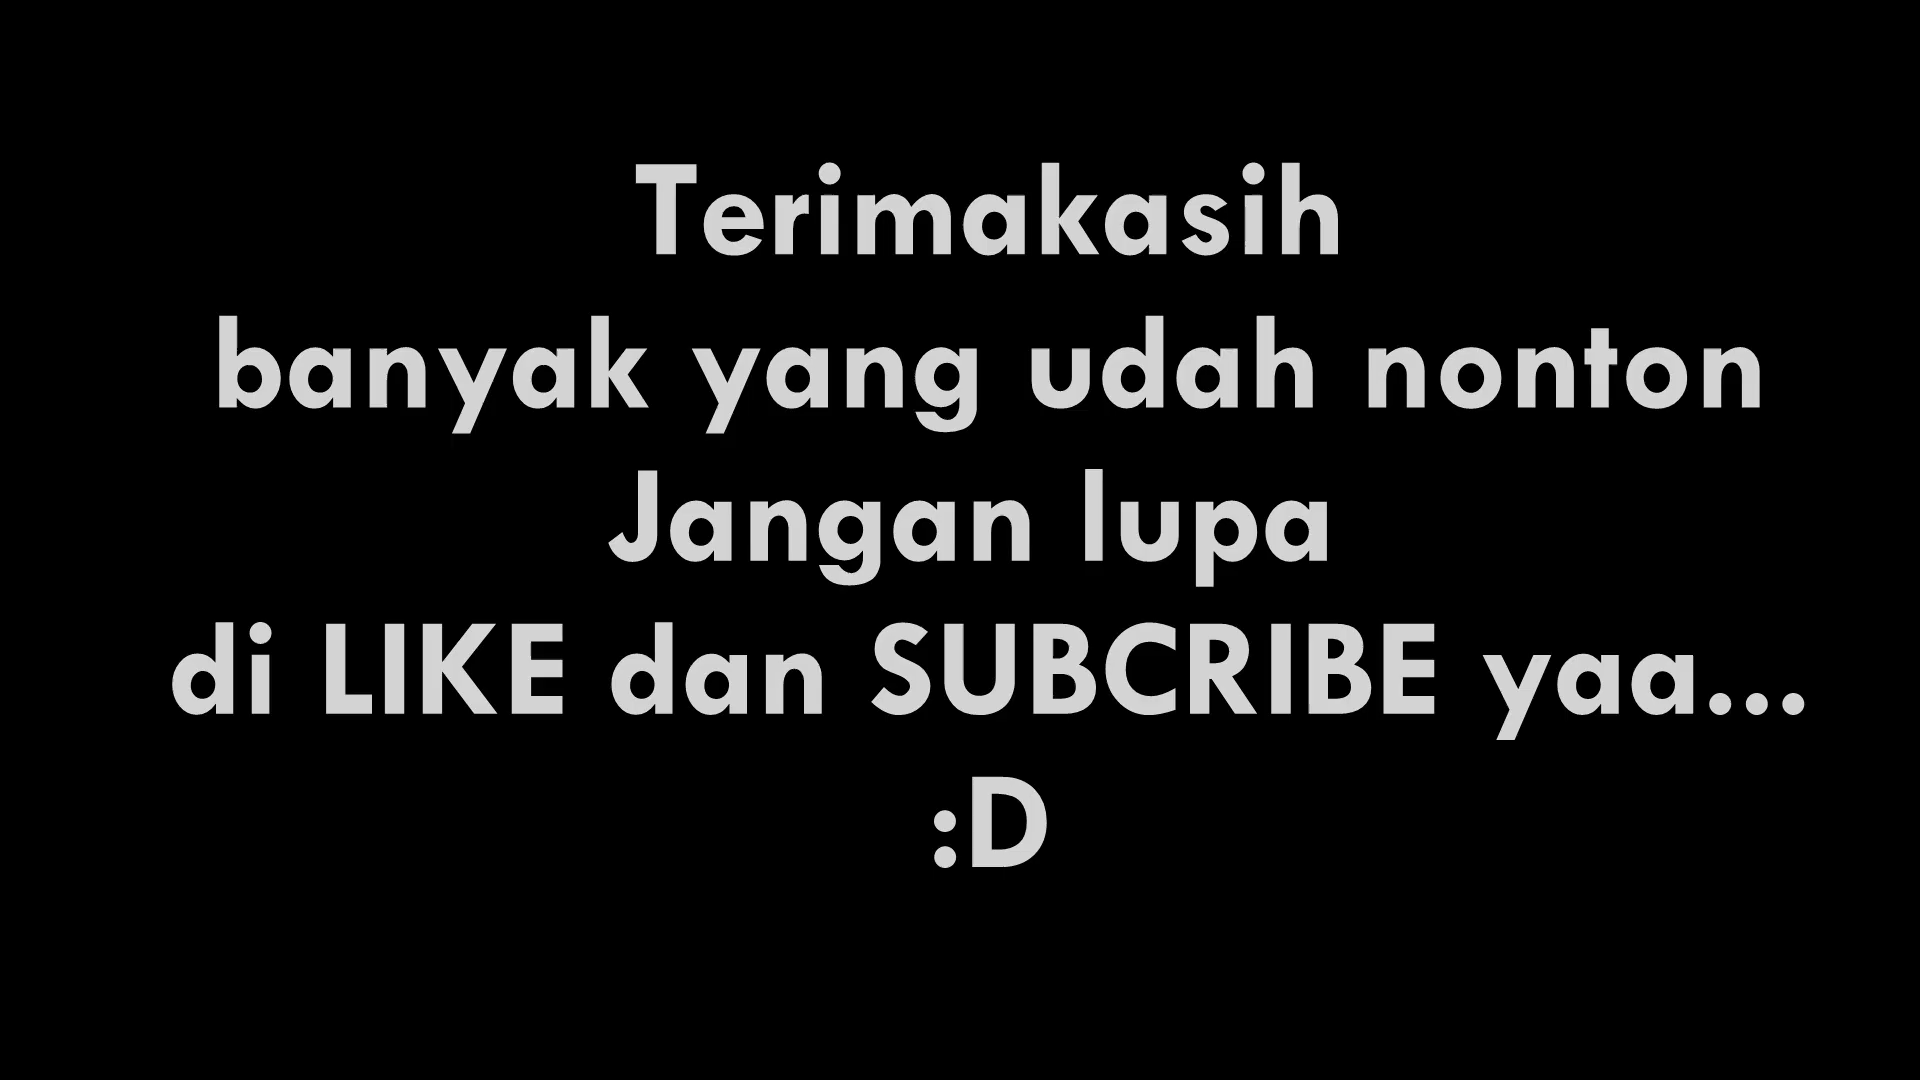 Terimakasih
banyak yang udah nonton
Jangan lupa
di LIKE dan SUBCRIBE yaa...
:D